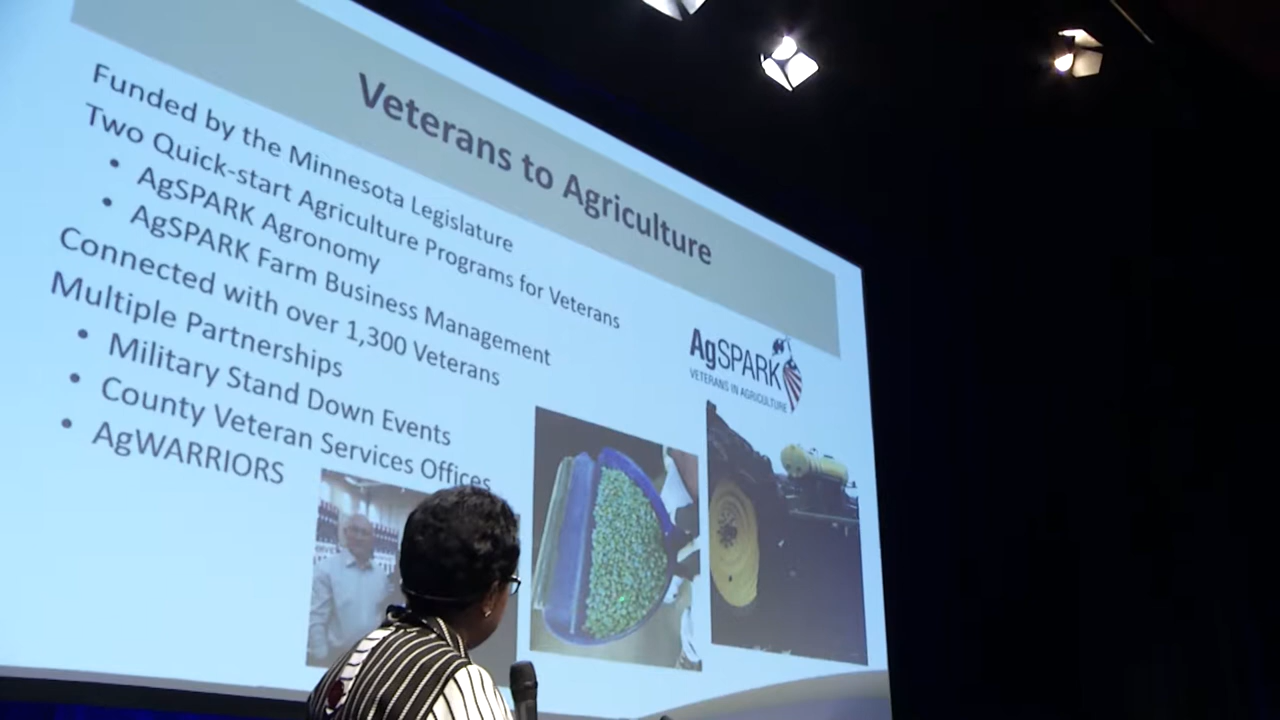 Veterans to Agriculture
Funded by the Minnesota Legislature
Two Quick-start Agriculture Programs for Veterans
• AgSPARK Agronomy
• AgSPARK Farm Business Management
Connected with over 1,300 Veterans
Multiple Partnerships
• Military Stand Down Events
• County Veteran Services Offices
• AgWARRIORS
AgSPARK
VETERANS IN AGRICULTURE